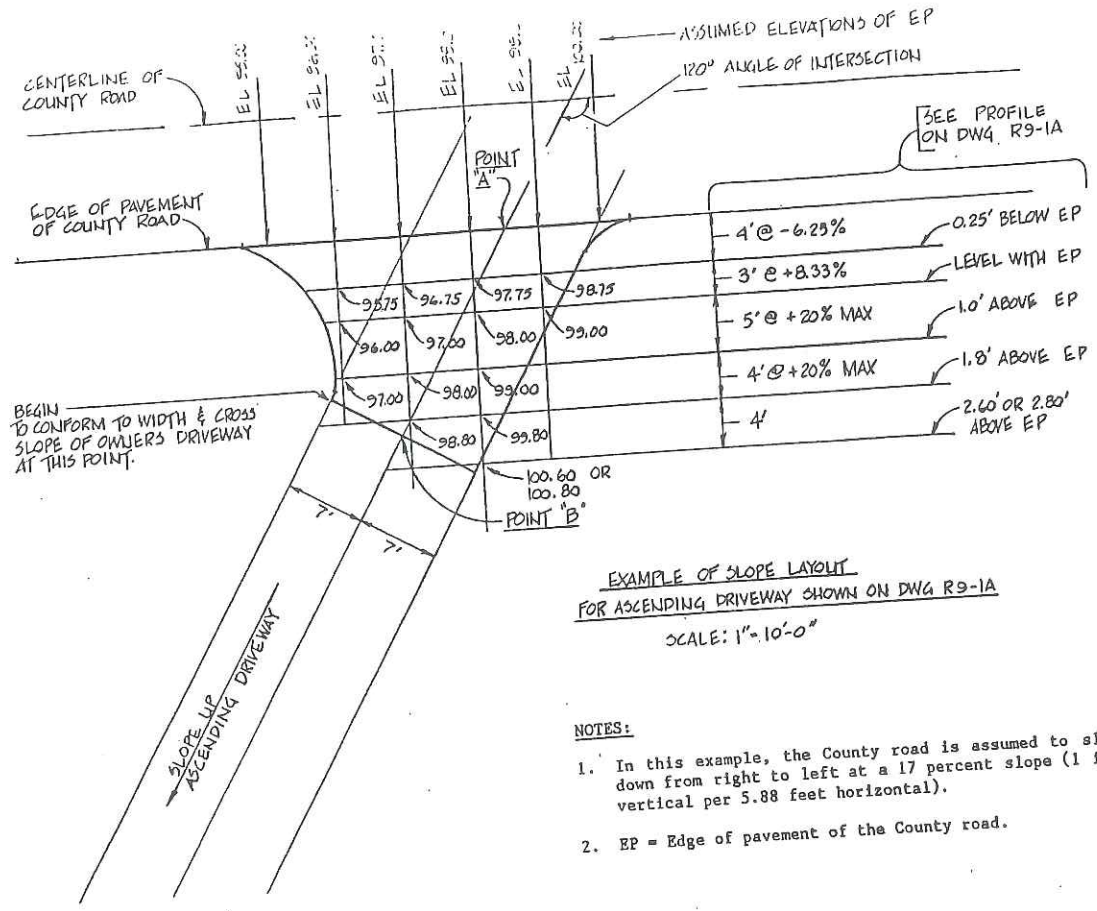 ASSUMED ELEVATIONS OF EP
120° ANGLE OF INTERSECTION
CENTERLINE OF
COUNTY ROAD
EL
EL
EL
EL
EL
EL
SEE PROFILE
ON DWG R9-1A
POINT
"A"
EDGE OF PAVEMENT
OF COUNTY ROAD
4' @ -6.25%
0.25' BELOW EP
3' @ +8.33%
LEVEL WITH EP
5' @ +20% MAX
1.0' ABOVE EP
4' @ +20% MAX
1.8' ABOVE EP
4'
2.60' OR 2.80'
ABOVE EP
95.75 96.75 97.75 98.75
96.00 97.00 98.00 99.00
97.00 98.00 99.00
98.80 99.80
100.60 OR
100.80
POINT "B"
BEGIN
TO CONFORM TO WIDTH & CROSS
SLOPE OF OWNERS DRIVEWAY
AT THIS POINT.
7'
7'
SLOPE UP
ASCENDING DRIVEWAY
EXAMPLE OF SLOPE LAYOUT
FOR ASCENDING DRIVEWAY SHOWN ON DWG R9-1A
SCALE: 1"=10'-0"
NOTES:
1. In this example, the County road is assumed to
down from right to left at a 17 percent slope (1
vertical per 5.88 feet horizontal).
2. EP = Edge of pavement of the County road.